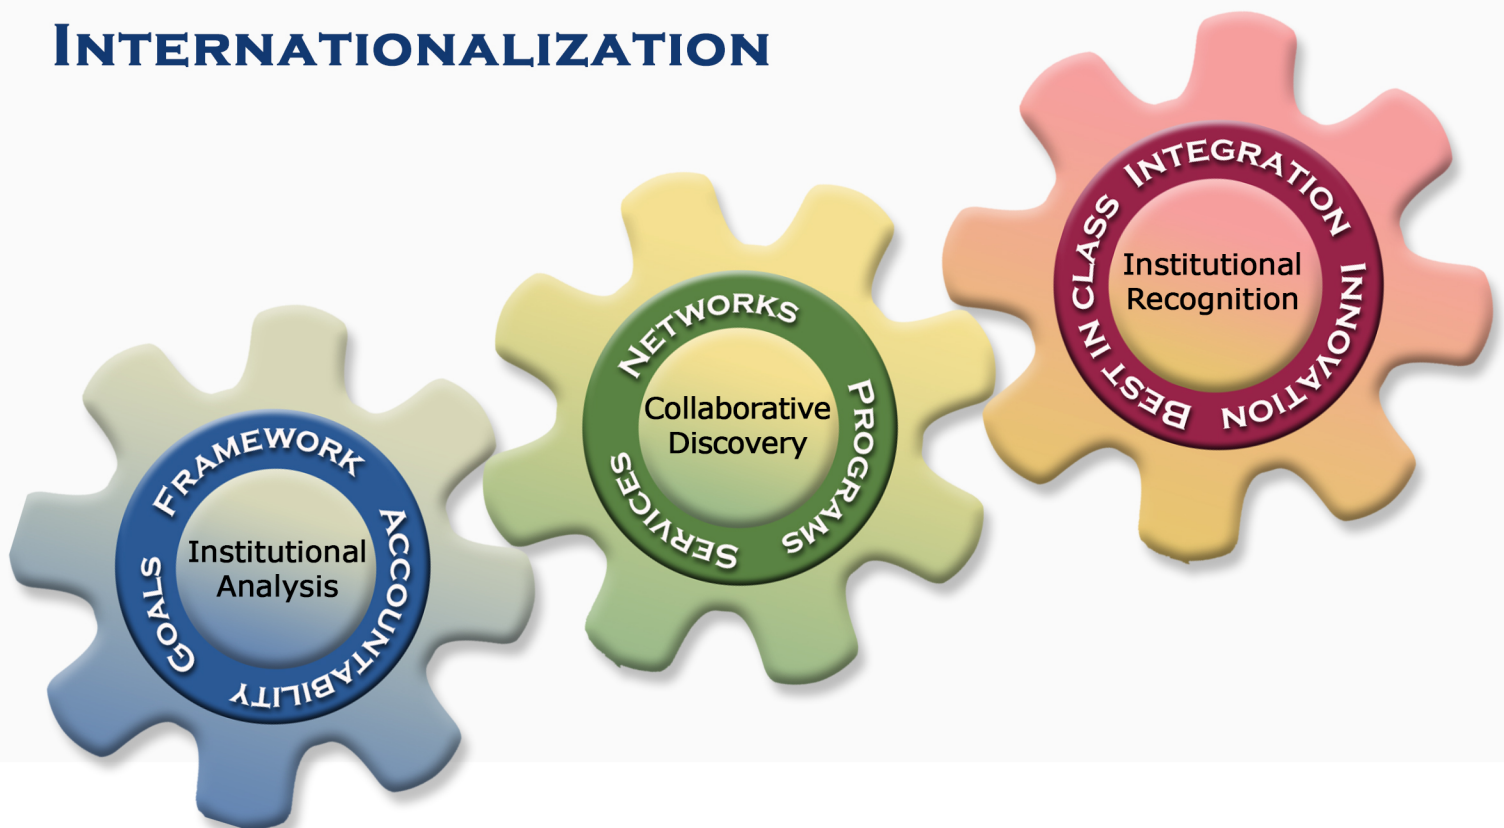 INTERNATIONALIZATION
FRAMEWORK
ACCOUNTABILITY
GOALS
Institutional
Analysis
NETWORKS
PROGRAMS
SERVICES
Collaborative
Discovery
INTEGRATION
INNOVATION
BEST IN CLASS
Institutional
Recognition